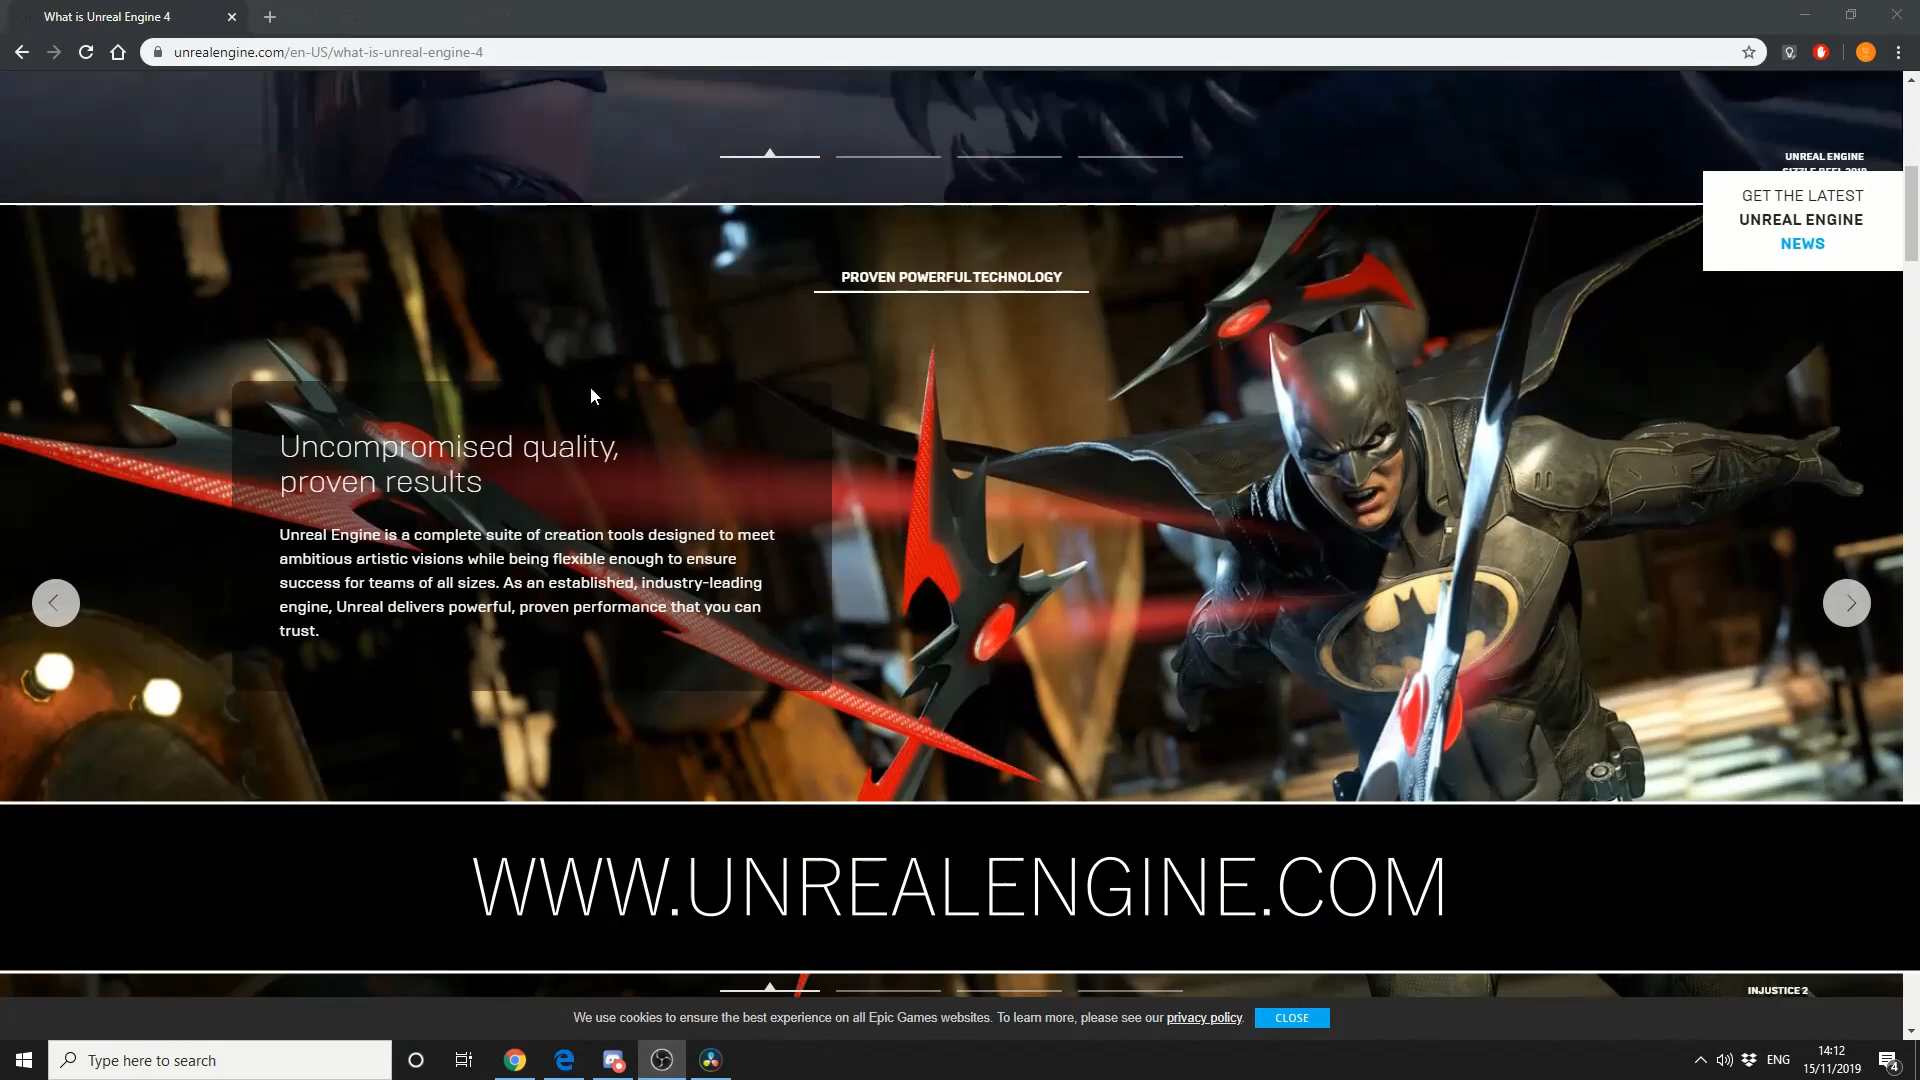 What is Unreal Engine 4
unrealengine.com/en-US/what-is-unreal-engine-4
UNREAL ENGINE
SIZZLE REEL 2019
GET THE LATEST
UNREAL ENGINE
NEWS
PROVEN POWERFUL TECHNOLOGY
Uncompromised quality,
proven results
Unreal Engine is a complete suite of creation tools designed to meet
ambitious artistic visions while being flexible enough to ensure
success for teams of all sizes. As an established, industry-leading
engine, Unreal delivers powerful, proven performance that you can
trust.
WWW.UNREALENGINE.COM
INJUSTICE 2
We use cookies to ensure the best experience on all Epic Games websites. To learn more, please see our privacy policy.
CLOSE
Type here to search
ENG
14:12
15/11/2019
4